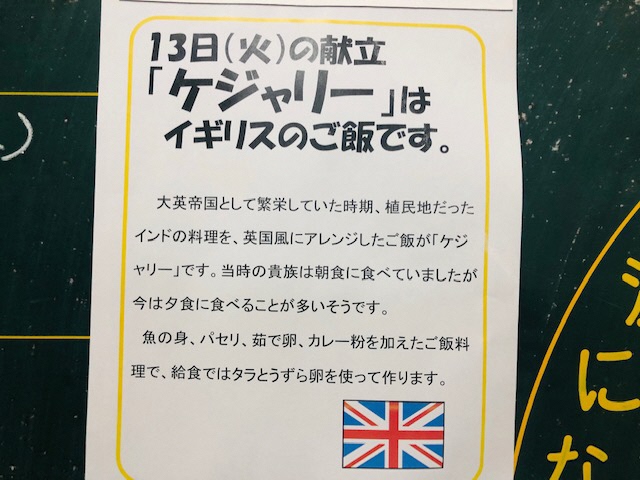 13日(火)の献立
「ケジャリー」は
イギリスのご飯です。
大英帝国として繁栄していた時期、植民地だった
インドの料理を、英国風にアレンジしたご飯が「ケジ
ャリー」です。当時の貴族は朝食に食べていましたが
今は夕食に食べることが多いそうです。
魚の身、パセリ、茹で卵、カレー粉を加えたご飯料
理で、給食ではタラとうずら卵を使って作ります。
に
な